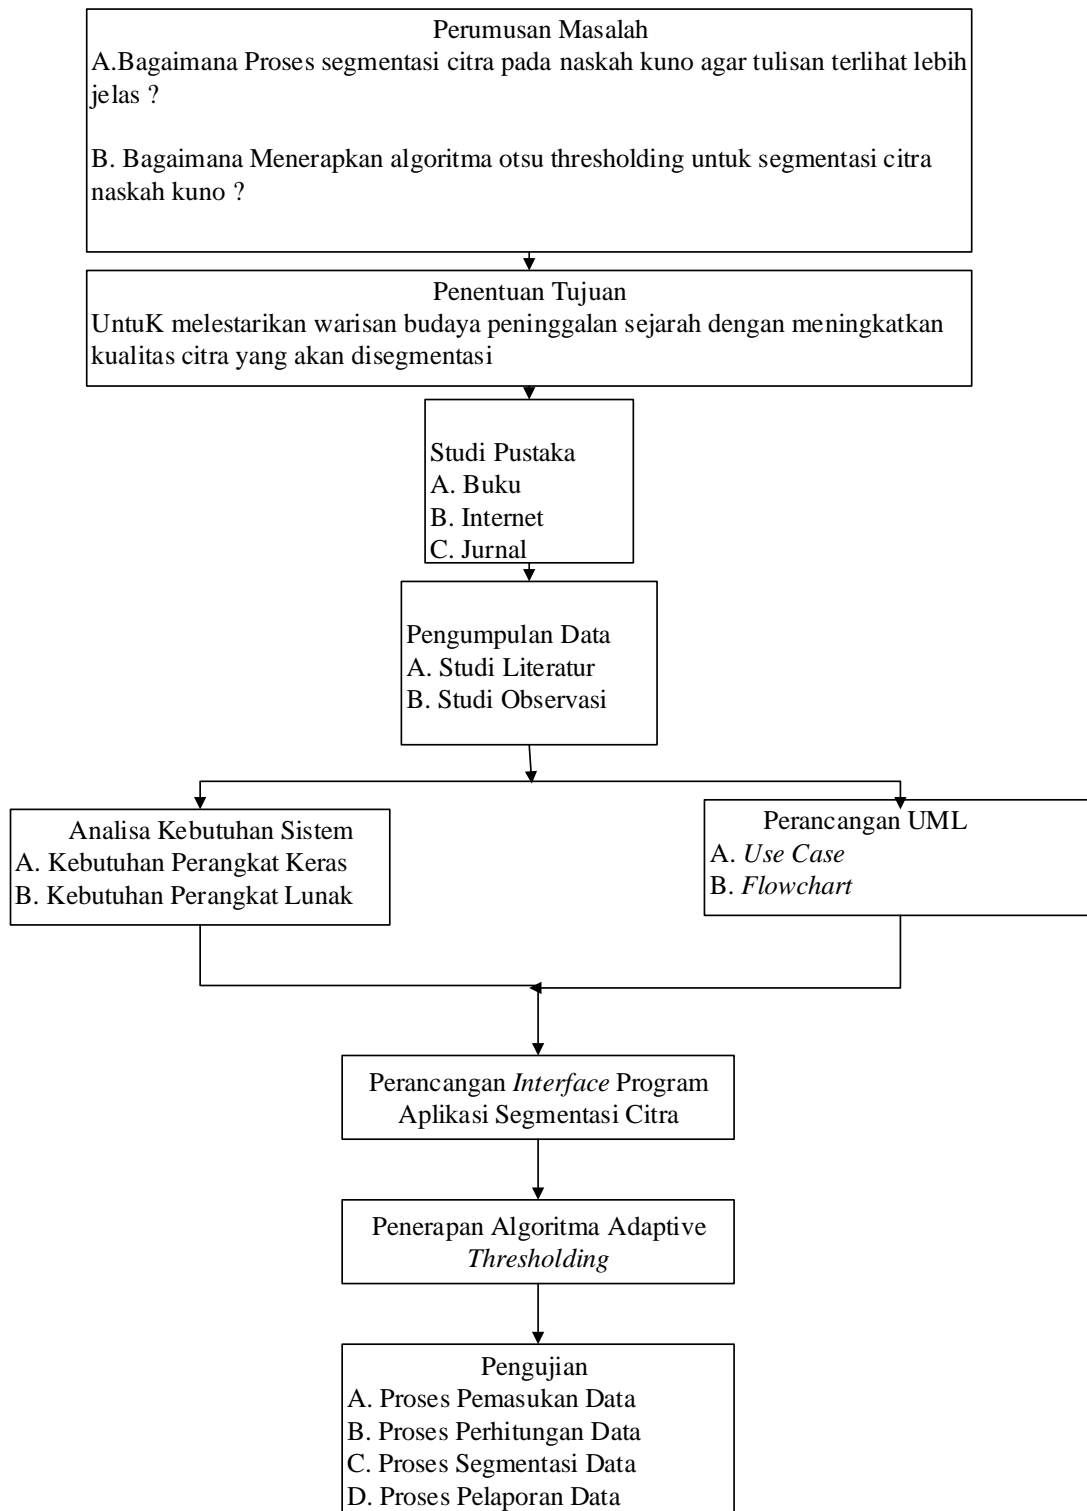 Perumusan Masalah
A.Bagaimana Proses segmentasi citra pada naskah kuno agar tulisan terlihat lebih
jelas ?
B. Bagaimana Menerapkan algoritma otsu thresholding untuk segmentasi citra
naskah kuno ?
Penentuan Tujuan
UntuK melestarikan warisan budaya peninggalan sejarah dengan meningkatkan
kualitas citra yang akan disegmentasi
Studi Pustaka
A. Buku
B. Internet
C. Jurnal
Pengumpulan Data
A. Studi Literatur
B. Studi Observasi
Analisa Kebutuhan Sistem
A. Kebutuhan Perangkat Keras
B. Kebutuhan Perangkat Lunak
Perancangan UML
A. Use Case
B. Flowchart
Perancangan Interface Program
Aplikasi Segmentasi Citra
Penerapan Algoritma Adaptive
Thresholding
Pengujian
A. Proses Pemasukan Data
B. Proses Perhitungan Data
C. Proses Segmentasi Data
D. Proses Pelaporan Data